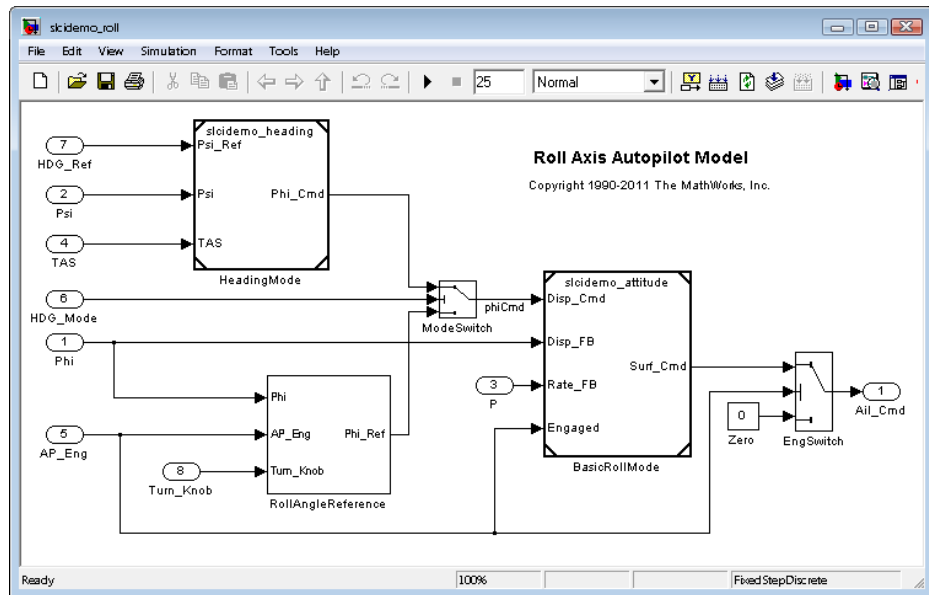 slcidemo_roll
File Edit View Simulation Format Tools Help
25 Normal
slcidemo_heading
7
HDG_Ref
Psi_Ref
2
Psi
Psi
Phi_Cmd
4
TAS
TAS
HeadingMode
Roll Axis Autopilot Model
Copyright 1990-2011 The MathWorks, Inc.
6
HDG_Mode
ModeSwitch
phiCmd
slcidemo_attitude
Disp_Cmd
1
Phi
Disp_FB
Surf_Cmd
3
P
Rate_FB
Engaged
BasicRollMode
0
Zero
EngSwitch
1
Ail_Cmd
Phi
5
AP_Eng
AP_Eng
Phi_Ref
8
Turn_Knob
Turn_Knob
RollAngleReference
Ready 100% FixedStepDiscrete